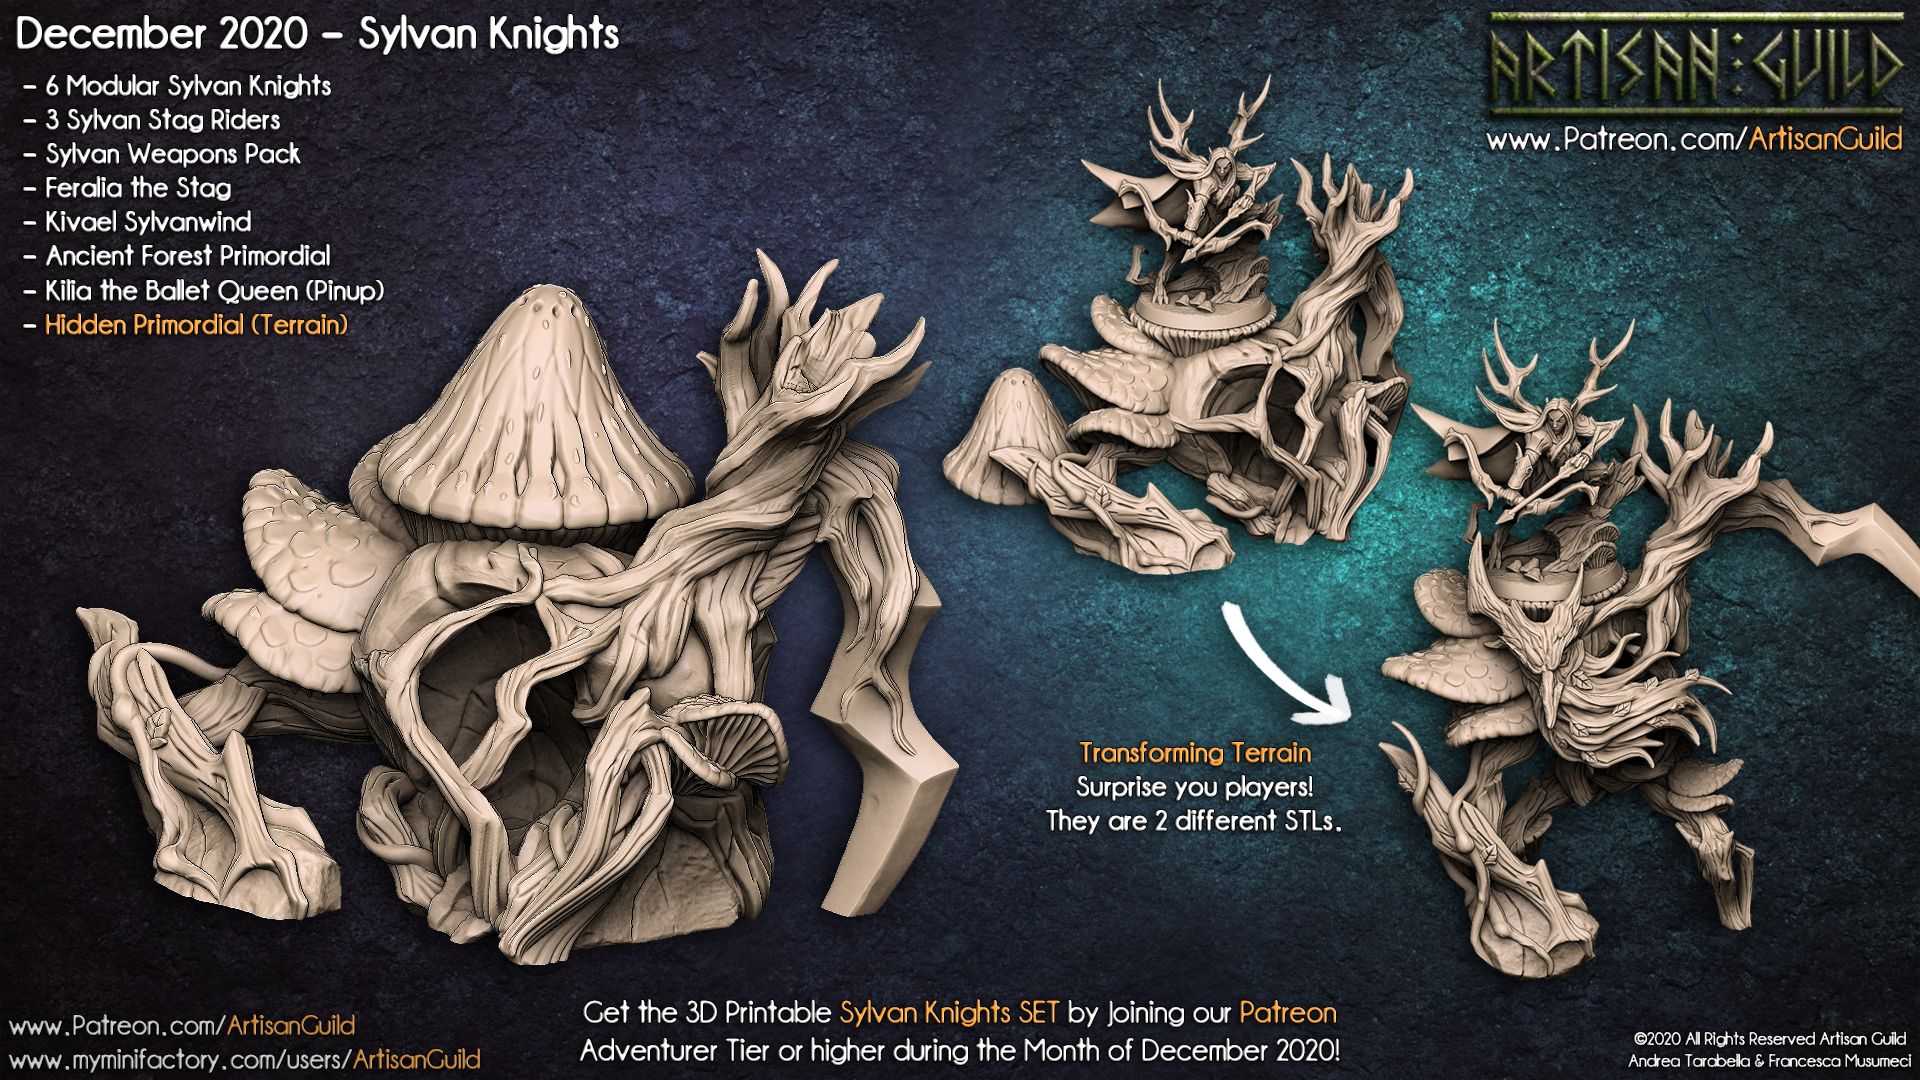 December 2020 - Sylvan Knights
- 6 Modular Sylvan Knights
- 3 Sylvan Stag Riders
- Sylvan Weapons Pack
- Feralia the Stag
- Kivael Sylvanwind
- Ancient Forest Primordial
- Kilia the Ballet Queen (Pinup)
- Hidden Primordial (Terrain)
ARTISAN GUILD
www.Patreon.com/ArtisanGuild
Transforming Terrain
Surprise you players!
They are 2 different STLs.
Get the 3D Printable Sylvan Knights SET by Joining our Patreon
Adventurer Tier or higher during the Month of December 2020!
www.Patreon.com/ArtisanGuild
www.myminifactory.com/users/ArtisanGuild
©2020 All Rights Reserved Artisan Guild
Andrea Tarabella & Francesca Musumeci